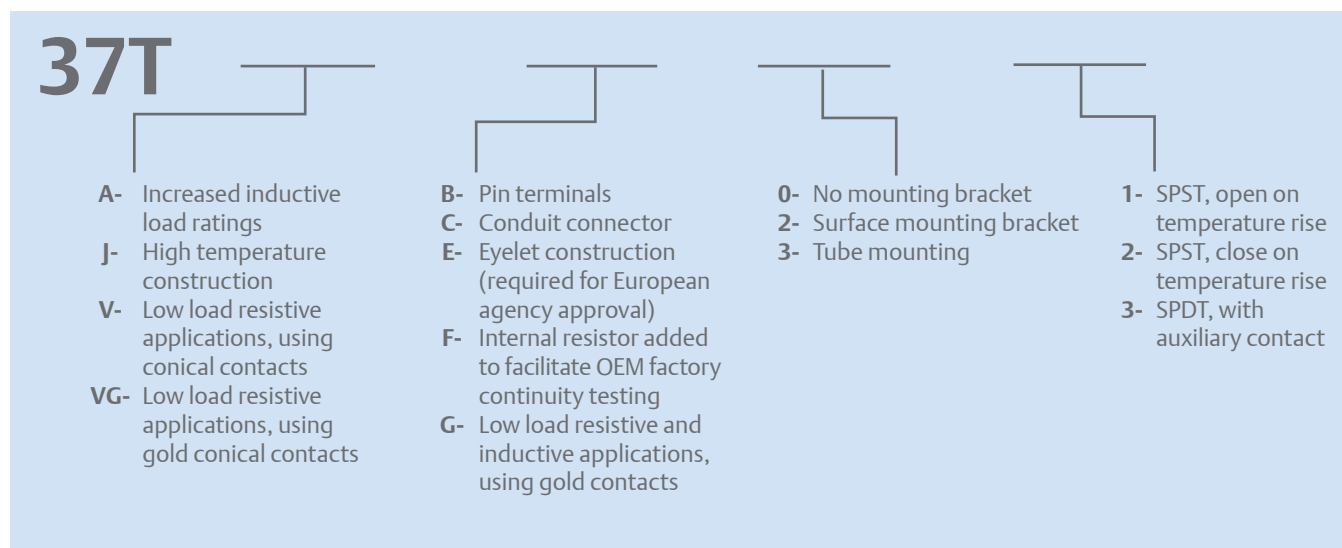 37T
A- Increased inductive
load ratings
J- High temperature
construction
V- Low load resistive
applications, using
conical contacts
VG- Low load resistive
applications, using
gold conical contacts
B- Pin terminals
C- Conduit connector
E- Eyelet construction
(required for European
agency approval)
F- Internal resistor added
to facilitate OEM factory
continuity testing
G- Low load resistive and
inductive applications,
using gold contacts
0- No mounting bracket
2- Surface mounting bracket
3- Tube mounting
1- SPST, open on
temperature rise
2- SPST, close on
temperature rise
3- SPDT, with
auxiliary contact